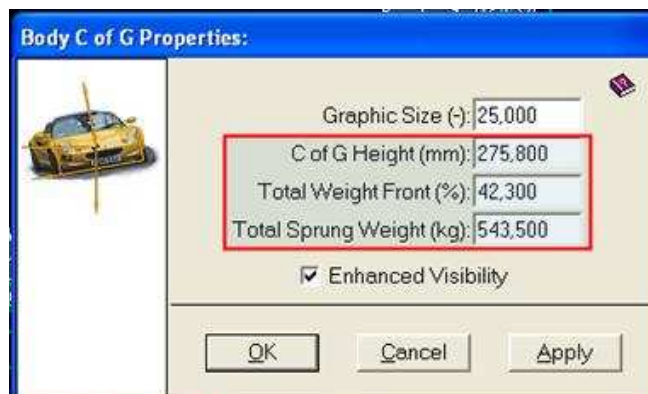 Body C of G Properties:
Graphic Size (-): 25,000
C of G Height (mm): 275,800
Total Weight Front (%): 42,300
Total Sprung Weight (kg): 543,500
Enhanced Visibility
OK Cancel Apply